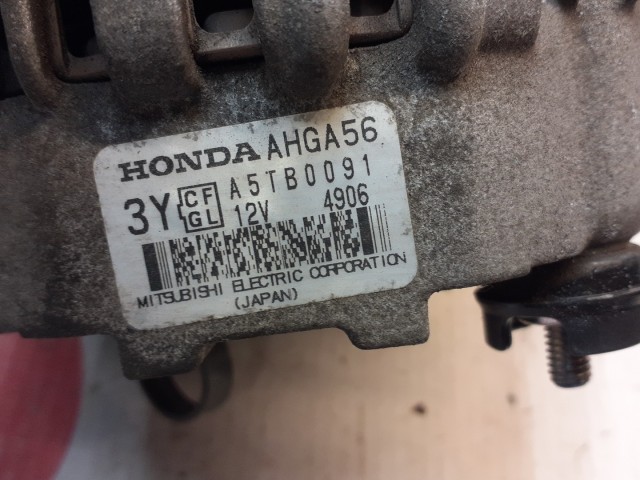 HONDA AHGA56
3Y CF GL A5TB0091
12V 4906
MITSUBISHI ELECTRIC CORPORATION
(JAPAN)